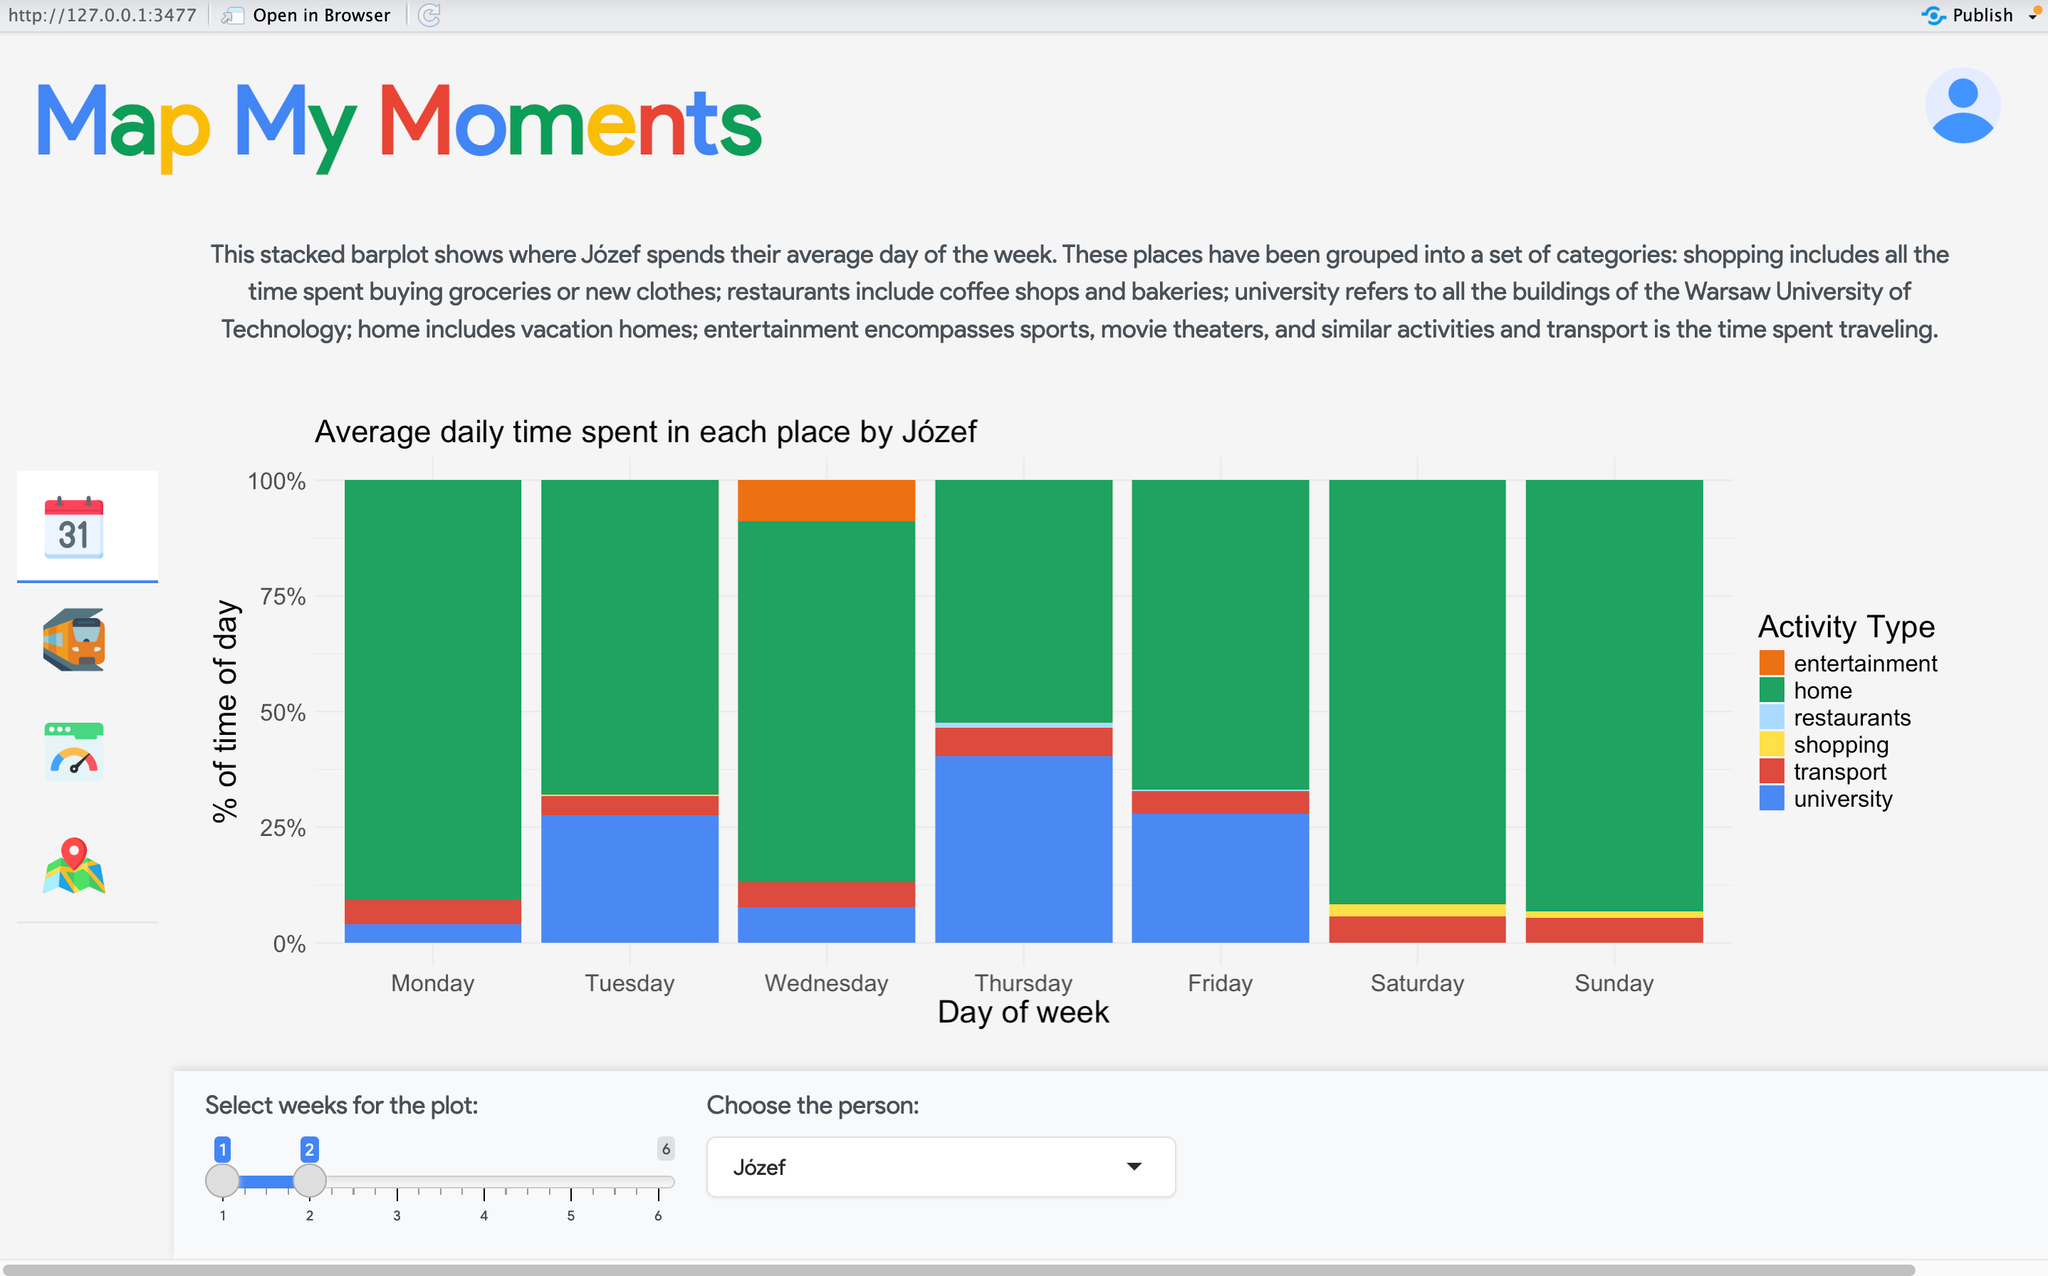 http://127.0.0.1:3477 Open in Browser Publish
Map My Moments
This stacked barplot shows where Józef spends their average day of the week. These places have been grouped into a set of categories: shopping includes all the
time spent buying groceries or new clothes; restaurants include coffee shops and bakeries; university refers to all the buildings of the Warsaw University of
Technology; home includes vacation homes; entertainment encompasses sports, movie theaters, and similar activities and transport is the time spent traveling.
Average daily time spent in each place by Józef
100%
75%
50%
25%
0%
% of time of day
Monday Tuesday Wednesday Thursday Friday Saturday Sunday
Day of week
Activity Type
entertainment
home
restaurants
shopping
transport
university
31
Select weeks for the plot:
1 2 6
1 2 3 4 5 6
Choose the person:
Józef